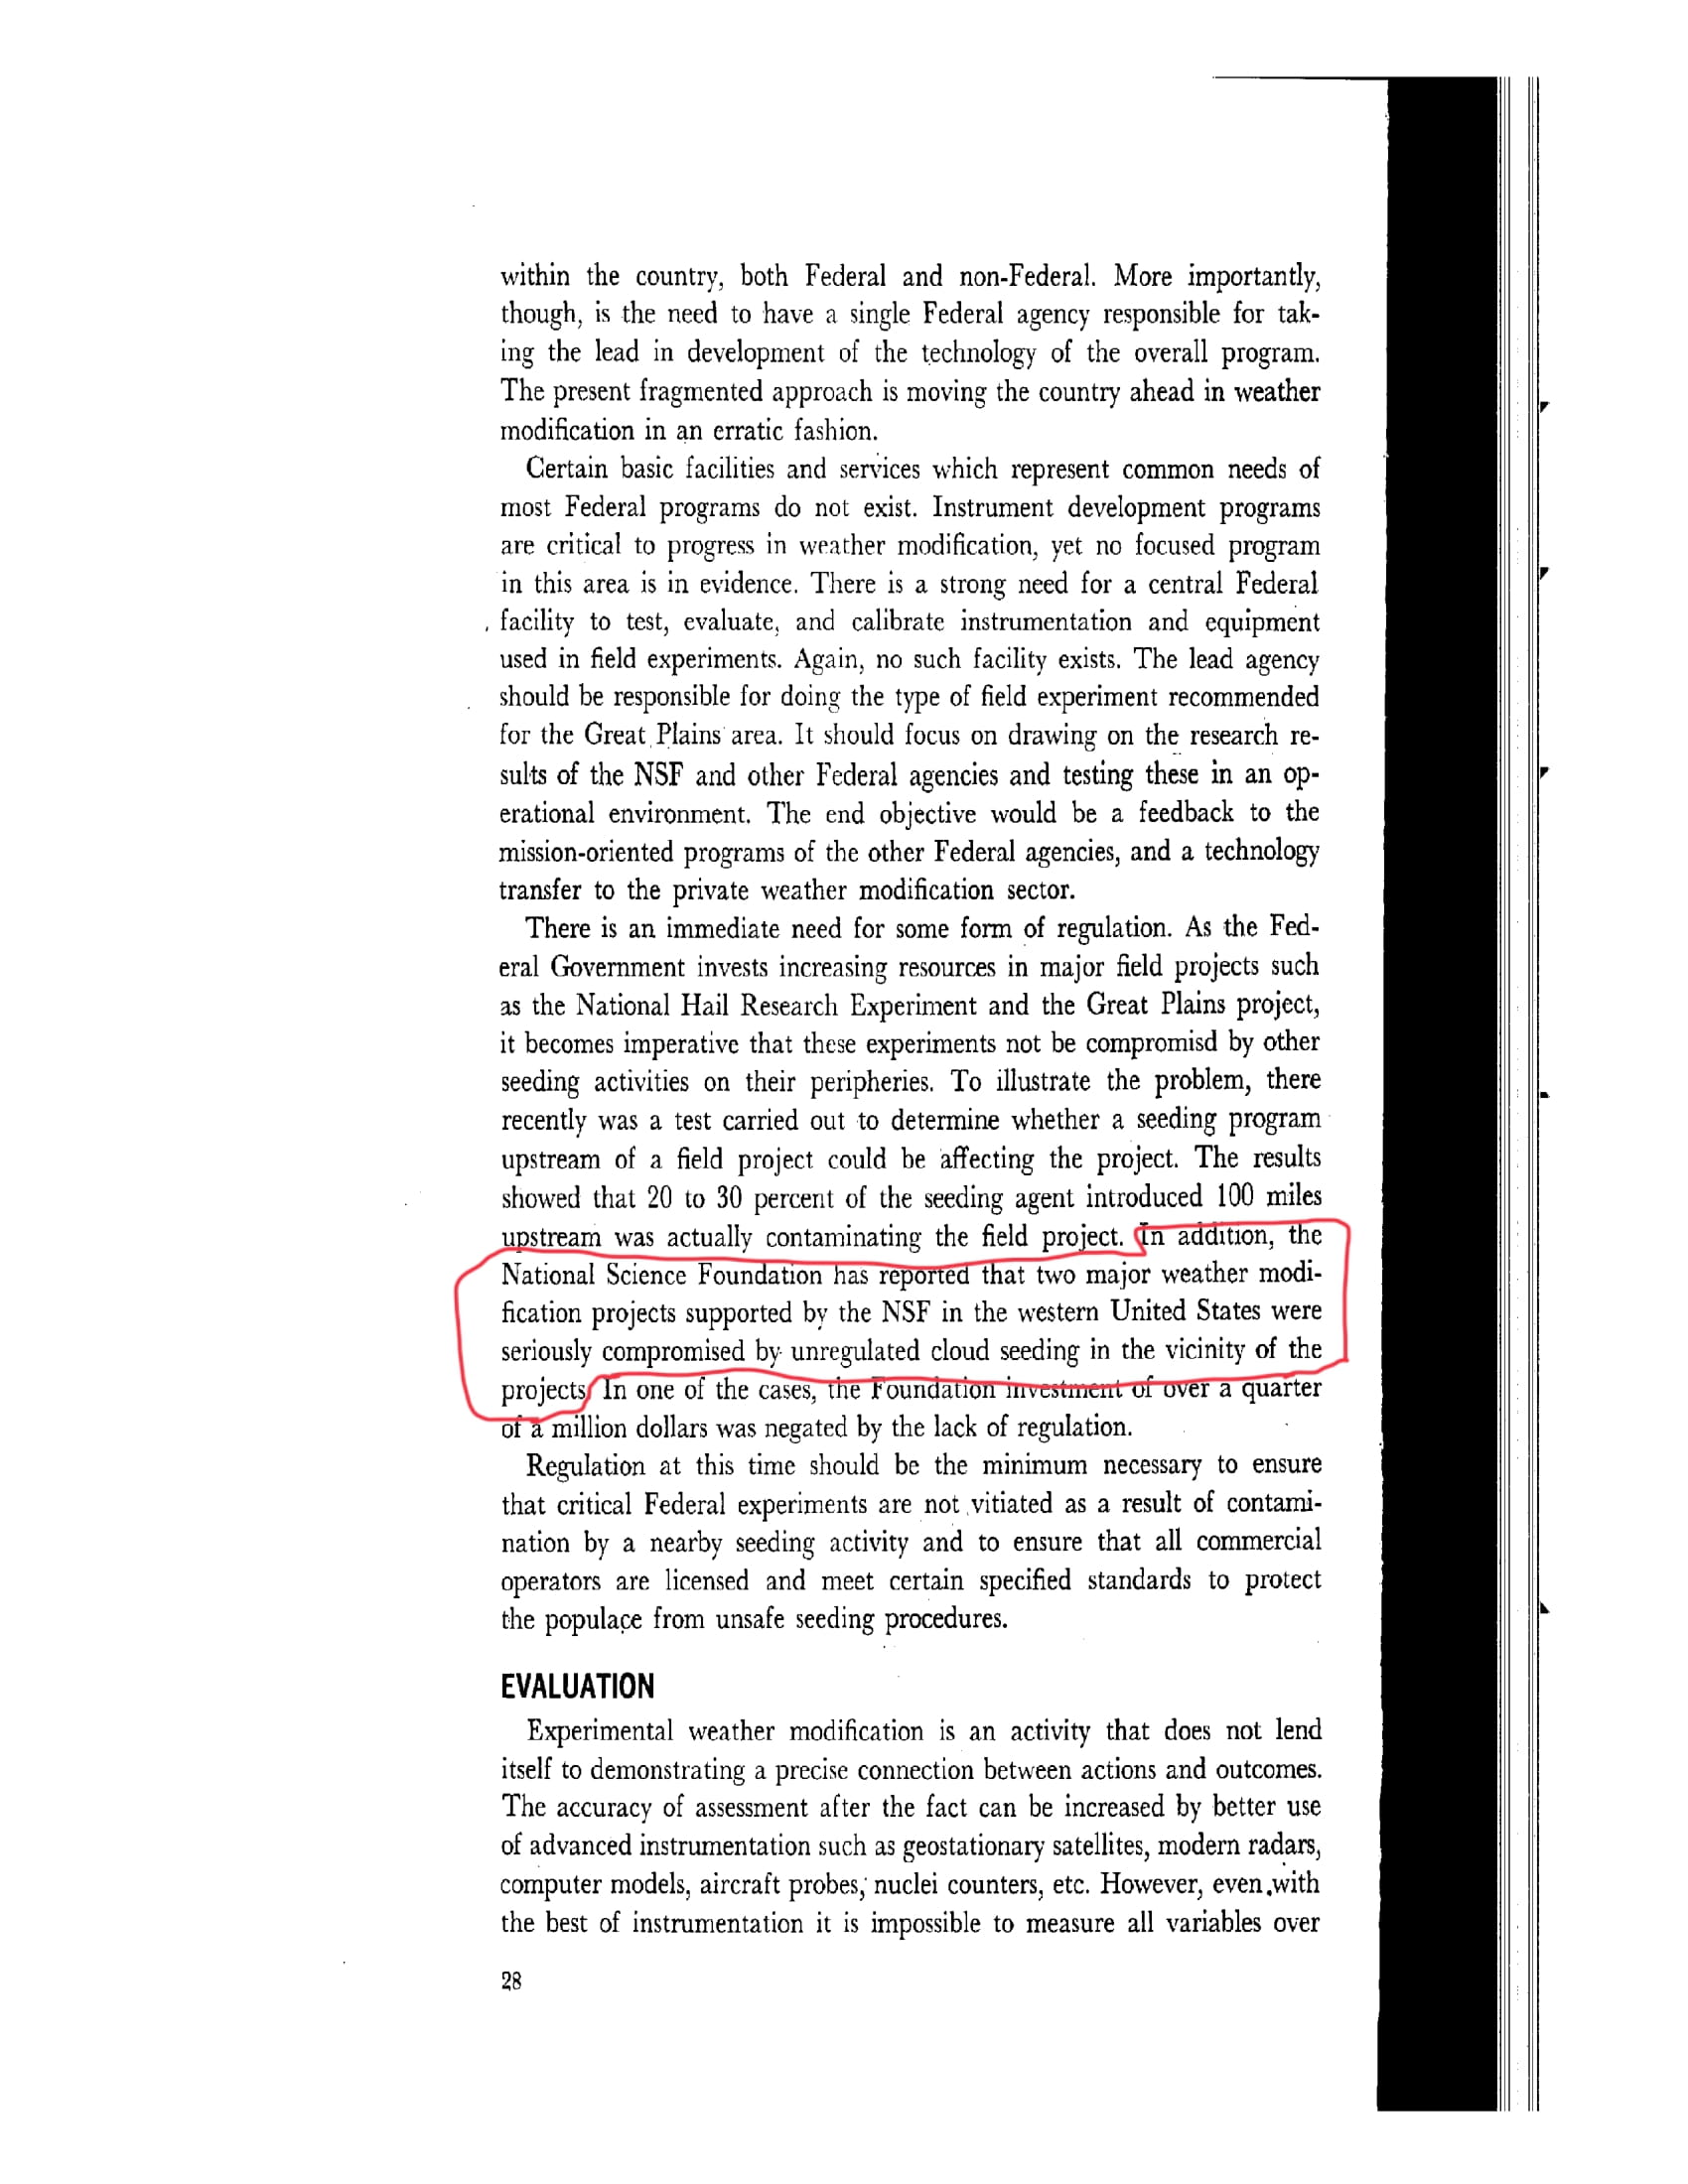 within the country, both Federal and non-Federal. More importantly,
though, is the need to have a single Federal agency responsible for tak-
ing the lead in development of the technology of the overall program.
The present fragmented approach is moving the country ahead in weather
modification in an erratic fashion.
Certain basic facilities and services which represent common needs of
most Federal programs do not exist. Instrument development programs
are critical to progress in weather modification, yet no focused program
in this area is in evidence. There is a strong need for a central Federal
facility to test, evaluate, and calibrate instrumentation and equipment
used in field experiments. Again, no such facility exists. The lead agency
should be responsible for doing the type of field experiment recommended
for the Great Plains area. It should focus on drawing on the research re-
sults of the NSF and other Federal agencies and testing these in an op-
erational environment. The end objective would be a feedback to the
mission-oriented programs of the other Federal agencies, and a technology
transfer to the private weather modification sector.
There is an immediate need for some form of regulation. As the Fed-
eral Government invests increasing resources in major field projects such
as the National Hail Research Experiment and the Great Plains project,
it becomes imperative that these experiments not be compromisd by other
seeding activities on their peripheries. To illustrate the problem, there
recently was a test carried out to determine whether a seeding program
upstream of a field project could be affecting the project. The results
showed that 20 to 30 percent of the seeding agent introduced 100 miles
upstream was actually contaminating the field project. In addition, the
National Science Foundation has reported that two major weather modi-
fication projects supported by the NSF in the western United States were
seriously compromised by unregulated cloud seeding in the vicinity of the
projects. In one of the cases, the Foundation investment of over a quarter
of a million dollars was negated by the lack of regulation.
Regulation at this time should be the minimum necessary to ensure
that critical Federal experiments are not vitiated as a result of contami-
nation by a nearby seeding activity and to ensure that all commercial
operators are licensed and meet certain specified standards to protect
the populace from unsafe seeding procedures.
EVALUATION
Experimental weather modification is an activity that does not lend
itself to demonstrating a precise connection between actions and outcomes.
The accuracy of assessment after the fact can be increased by better use
of advanced instrumentation such as geostationary satellites, modern radars,
computer models, aircraft probes, nuclei counters, etc. However, even with
the best of instrumentation it is impossible to measure all variables over
28